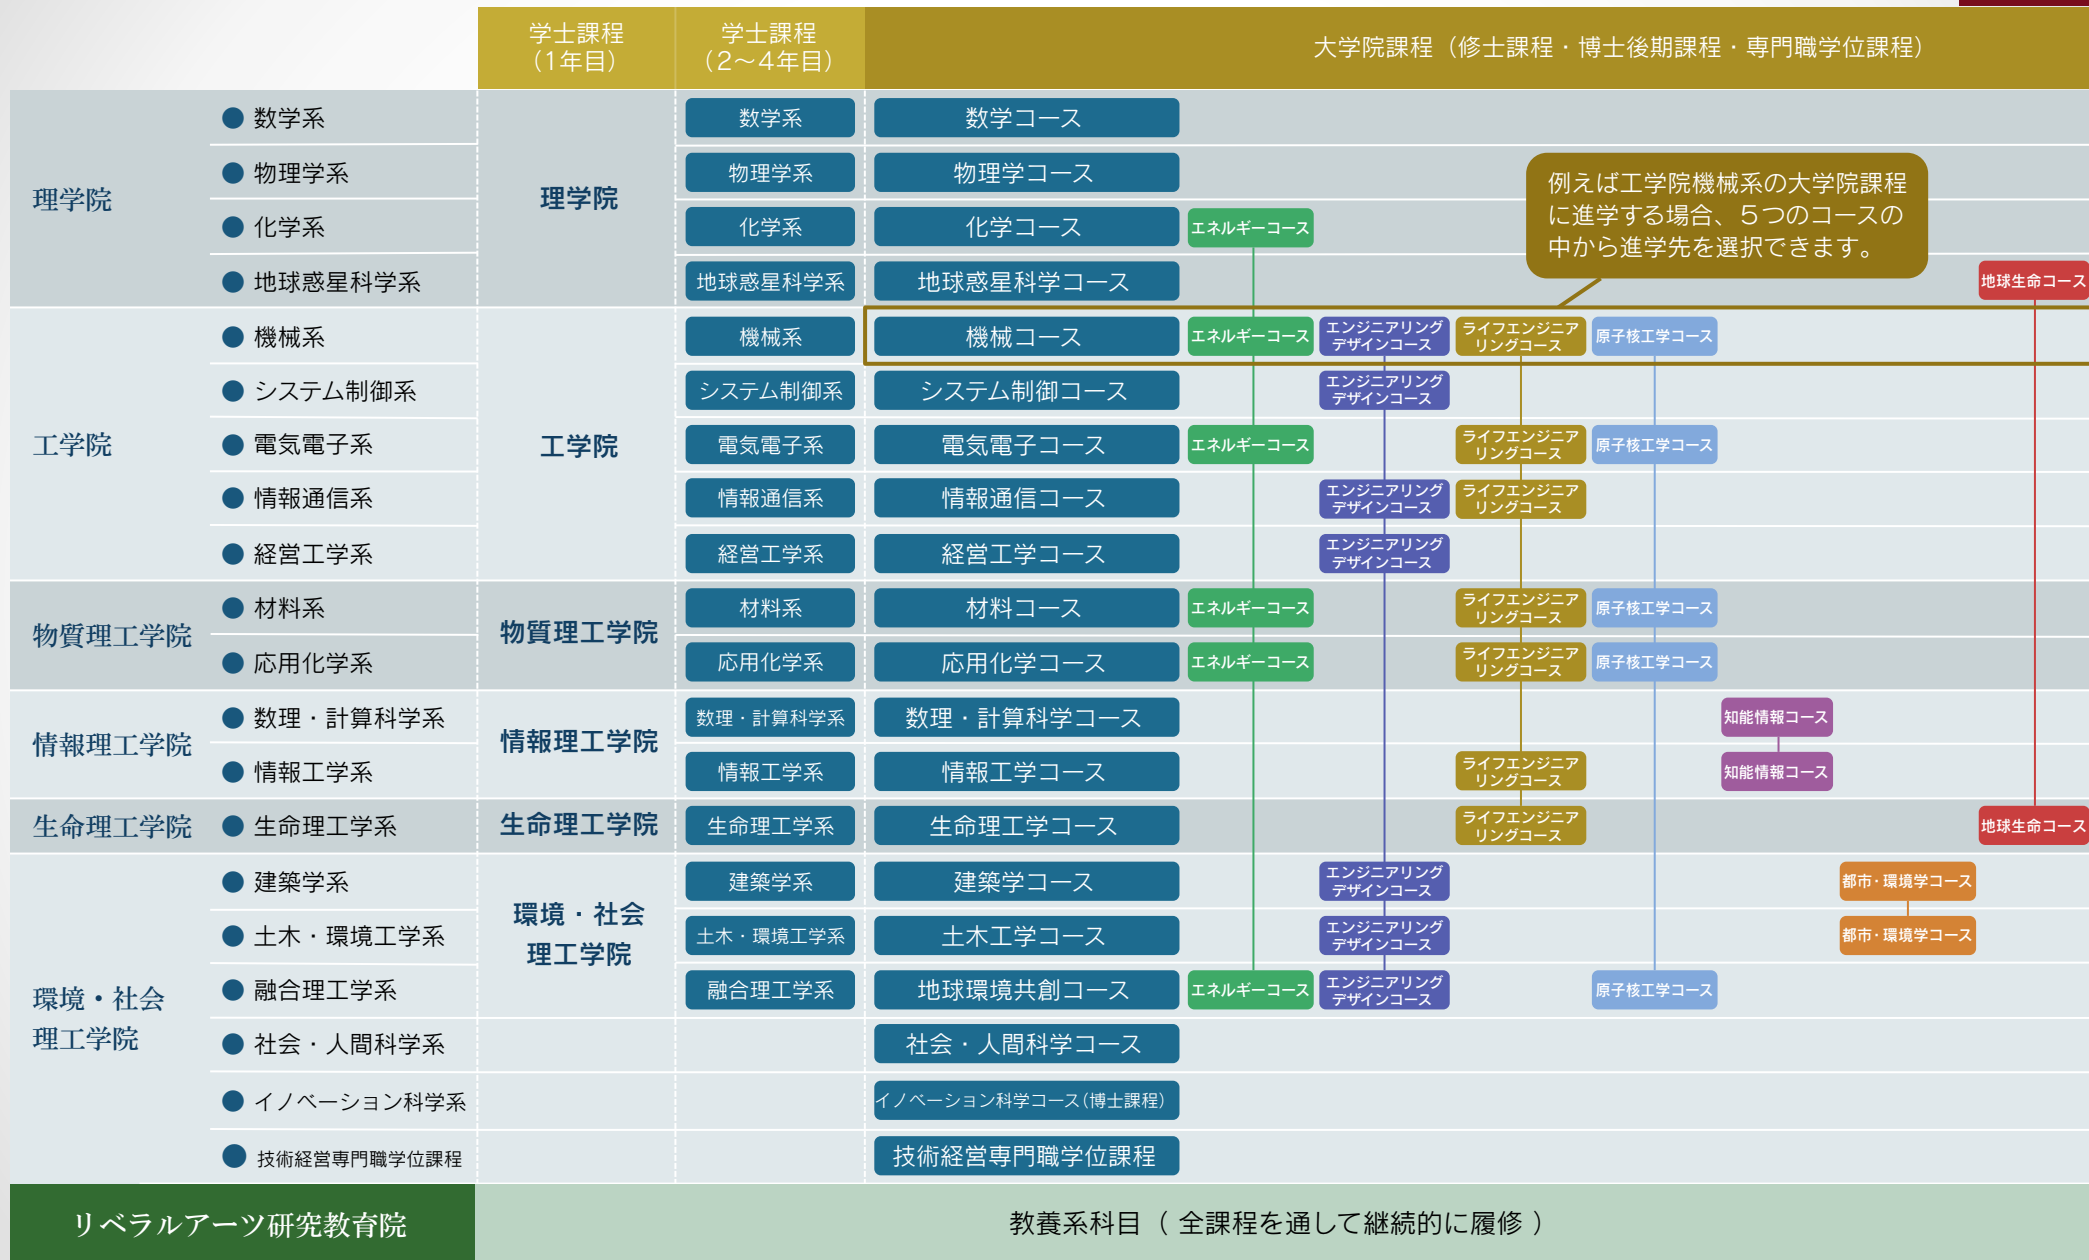 学士課程
（1年目）
学士課程
（2〜4年目）
大学院課程（修士課程・博士後期課程・専門職学位課程）
理学院
● 数学系
理学院
数学系
数学コース
● 物理学系
物理学系
物理学コース
● 化学系
化学系
化学コース
エネルギーコース
● 地球惑星科学系
地球惑星科学系
地球惑星科学コース
地球生命コース
例えば工学院機械系の大学院課程
に進学する場合、５つのコースの
中から進学先を選択できます。
工学院
● 機械系
工学院
機械系
機械コース
エネルギーコース
エンジニアリング
デザインコース
ライフエンジニア
リングコース
原子核工学コース
● システム制御系
システム制御系
システム制御コース
エンジニアリング
デザインコース
● 電気電子系
電気電子系
電気電子コース
エネルギーコース
ライフエンジニア
リングコース
原子核工学コース
● 情報通信系
情報通信系
情報通信コース
エンジニアリング
デザインコース
ライフエンジニア
リングコース
● 経営工学系
経営工学系
経営工学コース
エンジニアリング
デザインコース
物質理工学院
● 材料系
物質理工学院
材料系
材料コース
エネルギーコース
ライフエンジニア
リングコース
原子核工学コース
● 応用化学系
応用化学系
応用化学コース
エネルギーコース
ライフエンジニア
リングコース
原子核工学コース
情報理工学院
● 数理・計算科学系
情報理工学院
数理・計算科学系
数理・計算科学コース
知能情報コース
● 情報工学系
情報工学系
情報工学コース
ライフエンジニア
リングコース
知能情報コース
生命理工学院
● 生命理工学系
生命理工学院
生命理工学系
生命理工学コース
ライフエンジニア
リングコース
地球生命コース
環境・社会
理工学院
● 建築学系
環境・社会
理工学院
建築学系
建築学コース
エンジニアリング
デザインコース
都市・環境学コース
● 土木・環境工学系
土木・環境工学系
土木工学コース
エンジニアリング
デザインコース
都市・環境学コース
● 融合理工学系
融合理工学系
地球環境共創コース
エネルギーコース
エンジニアリング
デザインコース
原子核工学コース
● 社会・人間科学系
社会・人間科学コース
● イノベーション科学系
イノベーション科学コース（博士課程）
● 技術経営専門職学位課程
技術経営専門職学位課程
リベラルアーツ研究教育院
教養系科目（ 全課程を通して継続的に履修 ）